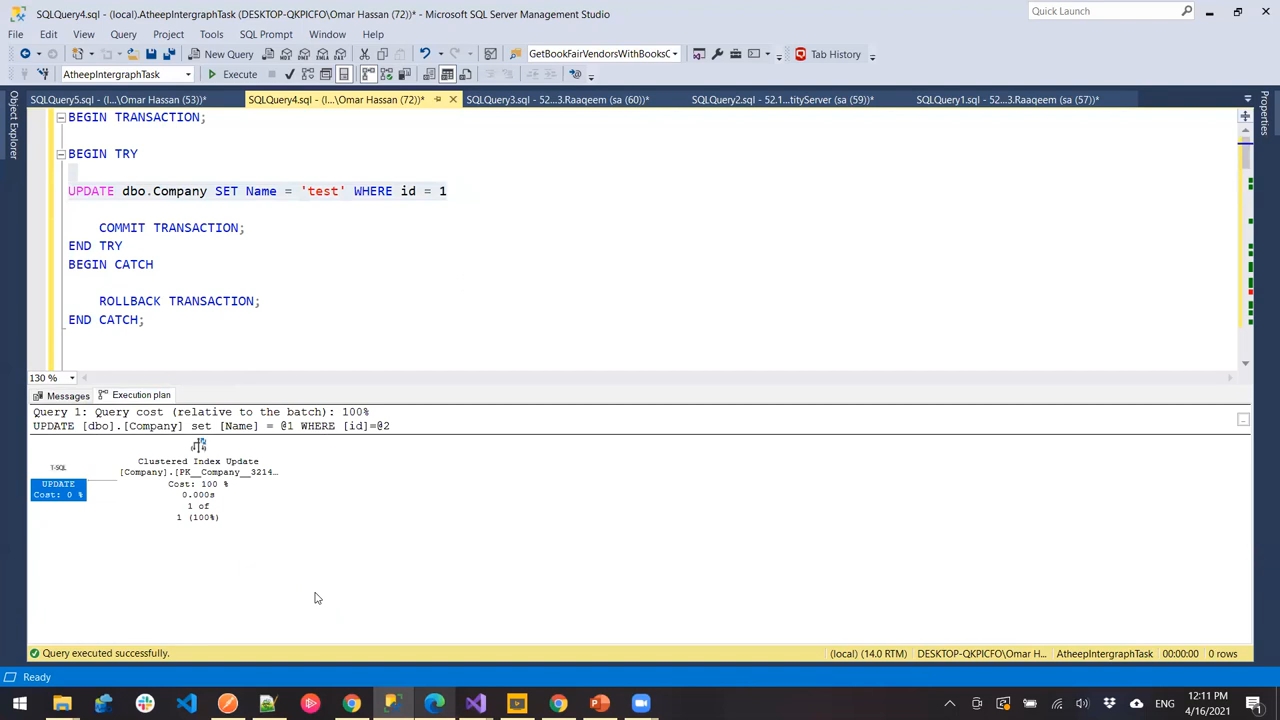 SQLQuery4.sql - (local).AtheepIntergraphTask (DESKTOP-QKPICFO\Omar Hassan (72))* - Microsoft SQL Server Management Studio
Quick Launch
File Edit View Query Project Tools SQL Prompt Window Help
New Query
GetBookFairVendorsWithBooksC
Tab History
AtheepIntergraphTask
Execute
SQLQuery5.sql - (l...\Omar Hassan (53))*
SQLQuery4.sql - (l...\Omar Hassan (72))*
SQLQuery3.sql - 52...3.Raaqeem (sa (60))*
SQLQuery2.sql - 52.1...tityServer (sa (59))*
SQLQuery1.sql - 52...3.Raaqeem (sa (57))*
Object Explorer
Properties
BEGIN TRANSACTION;
BEGIN TRY
UPDATE dbo.Company SET Name = 'test' WHERE id = 1
COMMIT TRANSACTION;
END TRY
BEGIN CATCH
ROLLBACK TRANSACTION;
END CATCH;
130 %
Messages
Execution plan
Query 1: Query cost (relative to the batch): 100%
UPDATE [dbo].[Company] set [Name] = @1 WHERE [id]=@2
T-SQL
UPDATE
Cost: 0 %
Clustered Index Update
[Company].[PK__Company__3214…
Cost: 100 %
0.000s
1 of
1 (100%)
Query executed successfully.
(local) (14.0 RTM)
DESKTOP-QKPICFO\Omar H...
AtheepIntergraphTask
00:00:00
0 rows
Ready
ENG
12:11 PM
4/16/2021